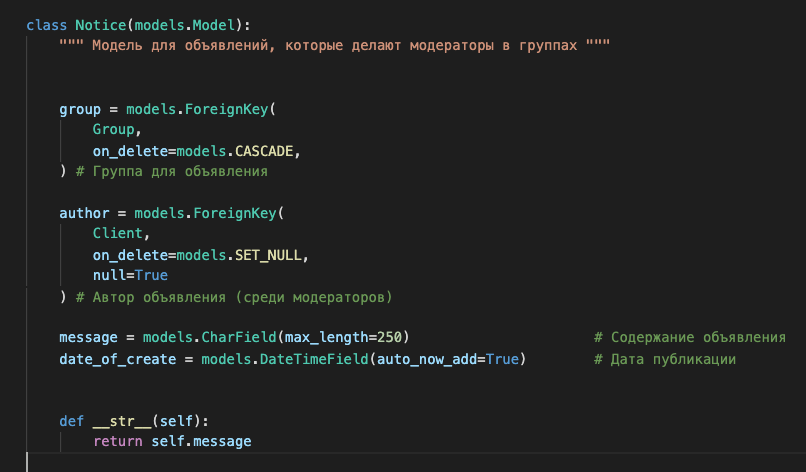 class Notice(models.Model):
""" Модель для объявлений, которые делают модераторы в группах """
group = models.ForeignKey(
Group,
on_delete=models.CASCADE,
) # Группа для объявления
author = models.ForeignKey(
Client,
on_delete=models.SET_NULL,
null=True
) # Автор объявления (среди модераторов)
message = models.CharField(max_length=250) # Содержание объявления
date_of_create = models.DateTimeField(auto_now_add=True) # Дата публикации
def __str__(self):
return self.message